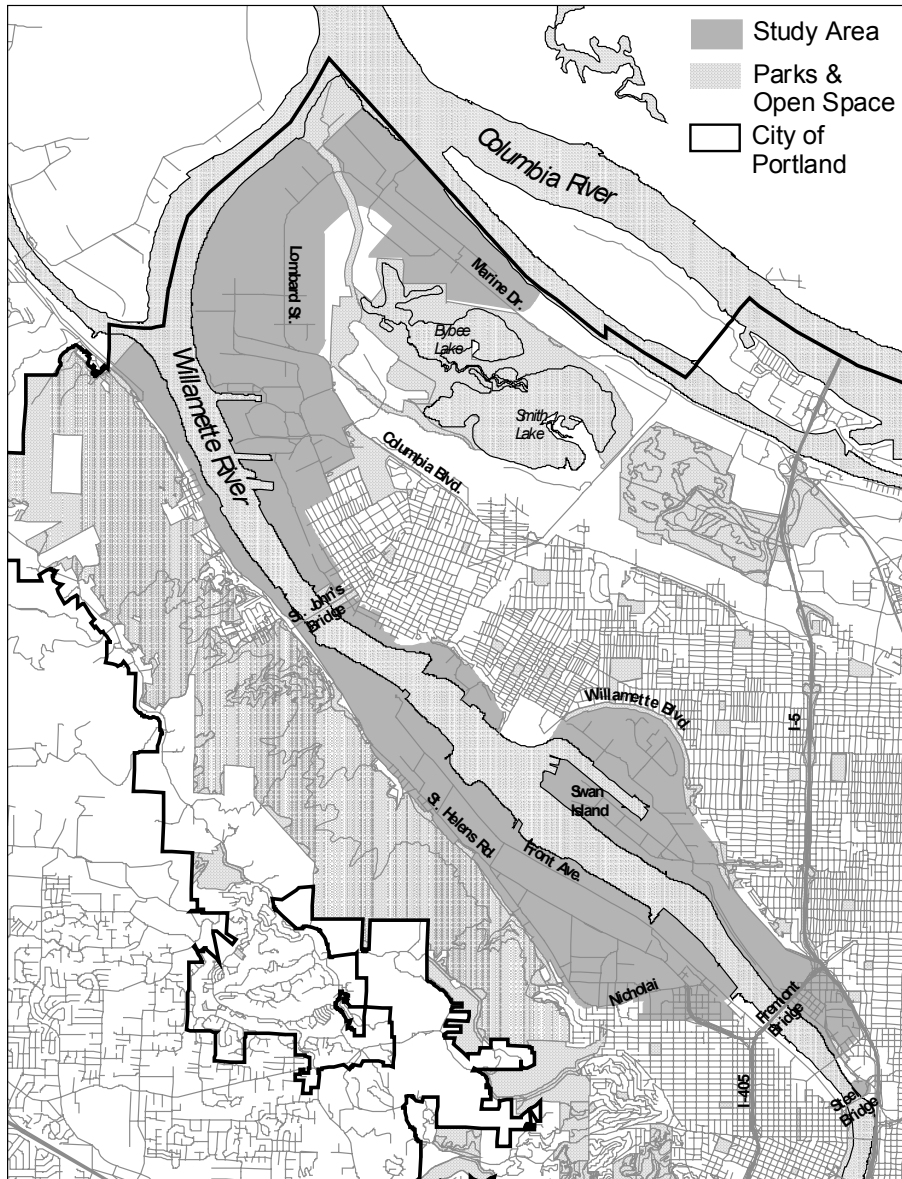 Study Area
Parks &
Open Space
City of
Portland
Columbia River
Lombard St.
Marine Dr.
Bybee
Lake
Willamette River
Smith
Lake
Columbia Blvd.
St. John's
Bridge
Willamette Blvd.
I-5
Swan
Island
St. Helens Rd.
Front Ave.
Nicholai
Fremont
Bridge
I-405
Steel
Bridge